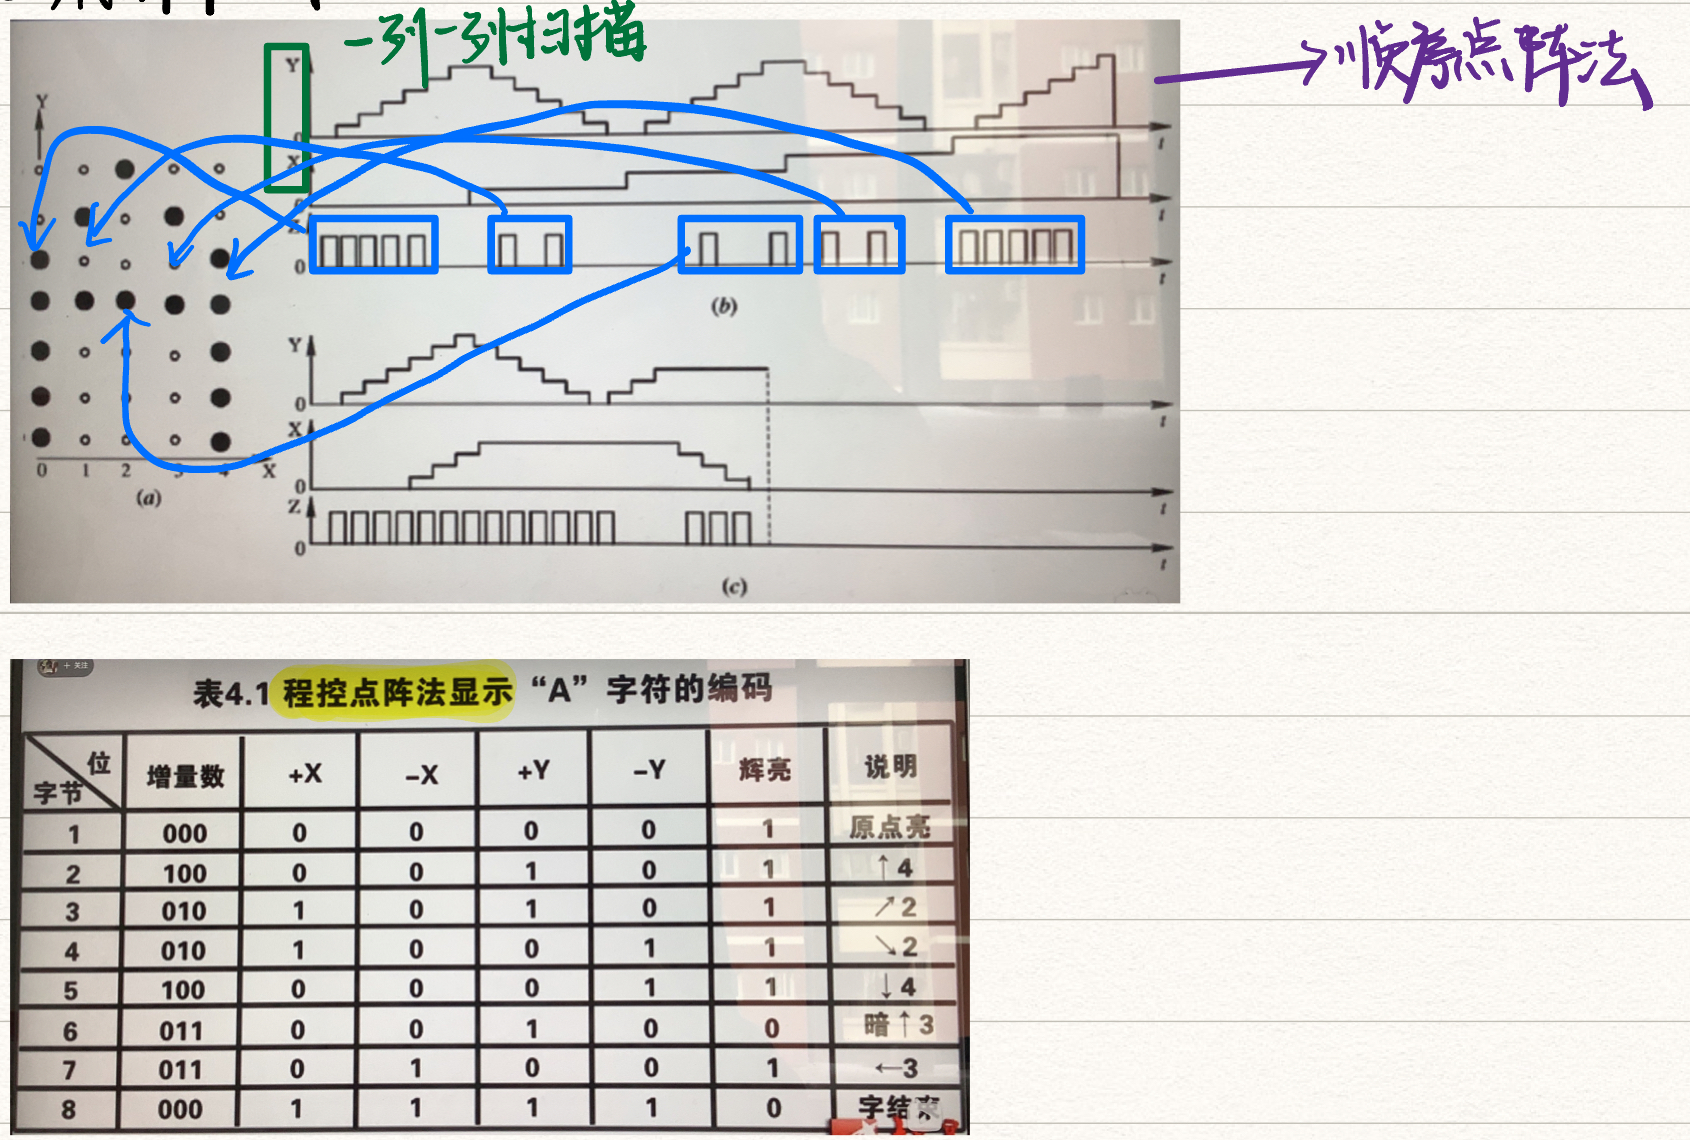 一列一列扫描
→顺序点阵法
Y
0
X
0
Z
0
t
t
t
(b)
Y
0 1 2 3 4 X
(a)
Y
0
X
0
Z
0
t
t
t
(c)
+ 关注
表4.1 程控点阵法显示 “A” 字符的编码
位 字节 增量数 +X −X +Y −Y 辉亮 说明
1 000 0 0 0 0 1 原点亮
2 100 0 0 1 0 1 ↑4
3 010 1 0 1 0 1 ↗2
4 010 1 0 0 1 1 ↘2
5 100 0 0 0 1 1 ↓4
6 011 0 0 1 0 0 暗↑3
7 011 0 1 0 0 1 ←3
8 000 1 1 1 1 0 字结束